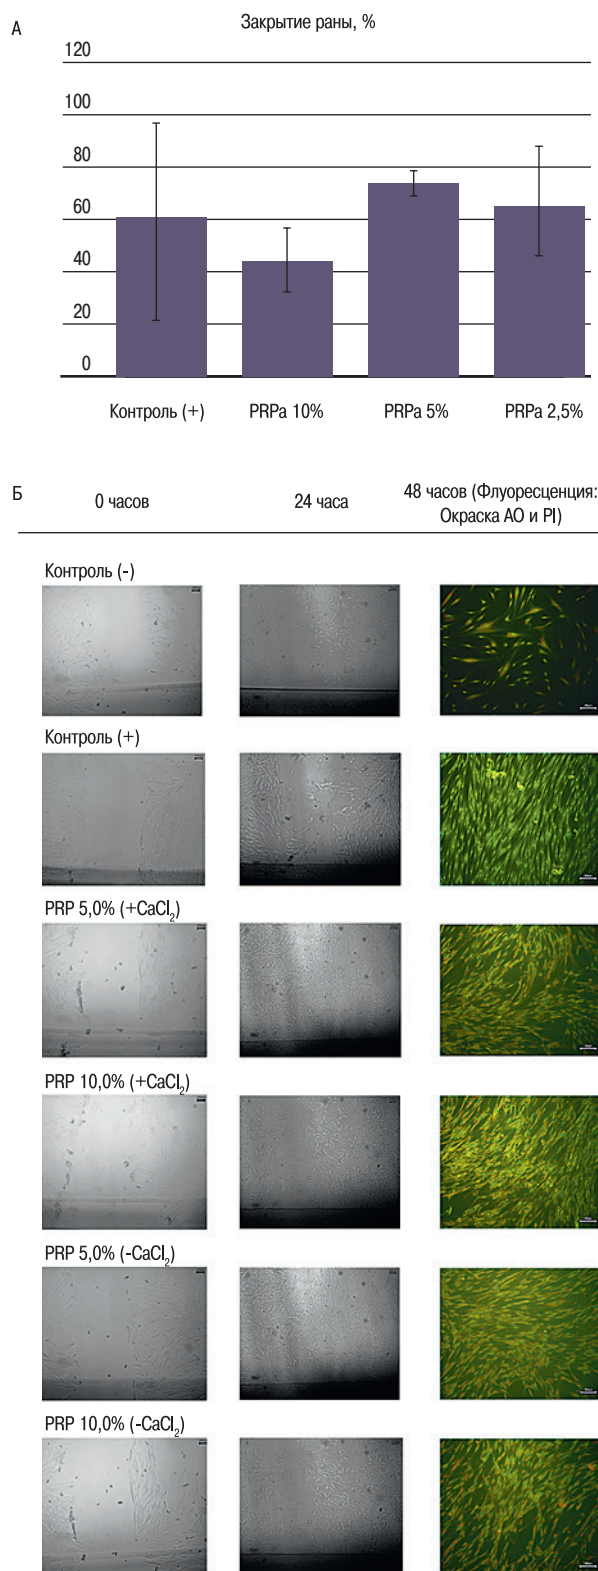 А
Закрытие раны, %
120
100
80
60
40
20
0
Контроль (+) PRPa 10% PRPa 5% PRPa 2,5%
Б
0 часов
24 часа
48 часов (Флуоресценция:
Окраска АО и PI)
Контроль (-)
Контроль (+)
PRP 5,0% (+CaCl₂)
PRP 10,0% (+CaCl₂)
PRP 5,0% (-CaCl₂)
PRP 10,0% (-CaCl₂)